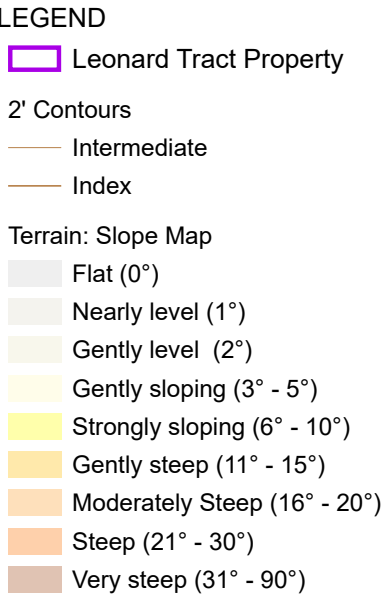 LEGEND
Leonard Tract Property
2' Contours
Intermediate
Index
Terrain: Slope Map
Flat (0°)
Nearly level (1°)
Gently level  (2°)
Gently sloping (3° - 5°)
Strongly sloping (6° - 10°)
Gently steep (11° - 15°)
Moderately Steep (16° - 20°)
Steep (21° - 30°)
Very steep (31° - 90°)